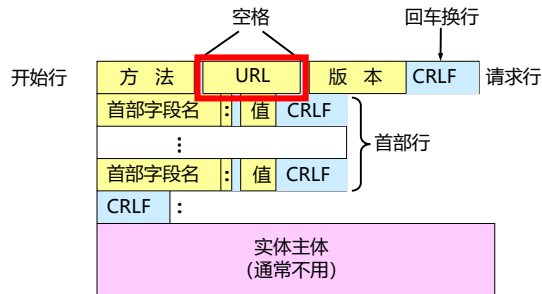 空格 回车换行
开始行 方 法 URL 版 本 CRLF 请求行
首部字段名 : 值 CRLF
⋮ 首部行
首部字段名 : 值 CRLF
CRLF :
实体主体
(通常不用)